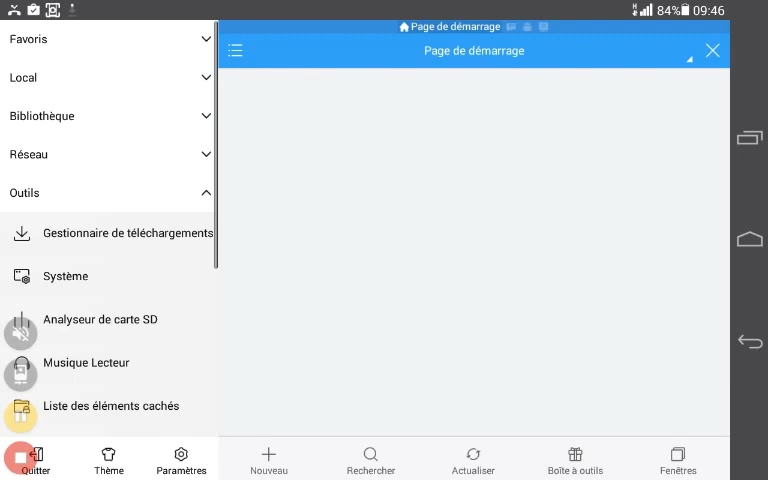 84% 09:46
Page de démarrage
Favoris
Page de démarrage
Local
Bibliothèque
Réseau
Outils
Gestionnaire de téléchargements
Système
Analyseur de carte SD
Musique Lecteur
Liste des éléments cachés
Quitter Thème Paramètres Nouveau Rechercher Actualiser Boîte à outils Fenêtres